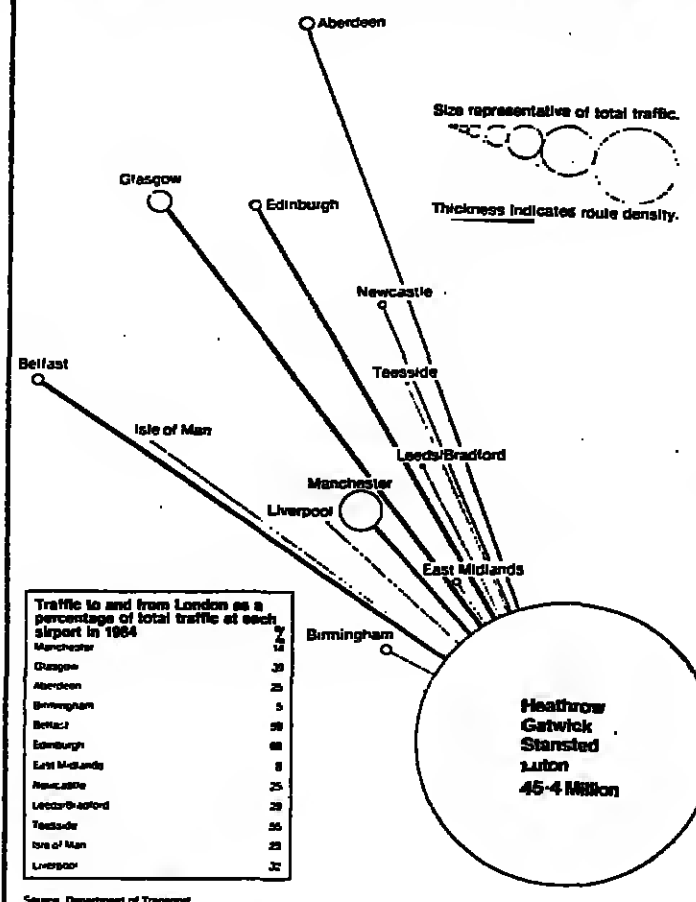 Aberdeen
Size representative of total traffic.
Glasgow
Edinburgh
Thickness indicates route density.
Newcastle
Belfast
Teesside
Isle of Man
Leeds/Bradford
Manchester
Liverpool
East Midlands
Birmingham
Traffic to and from London as a
percentage of total traffic at each
airport in 1984
Manchester
Glasgow
Aberdeen 25
Birmingham 5
Belfast
Edinburgh
East Midlands 8
Newcastle 25
Leeds/Bradford 29
Teesside
Isle of Man
Liverpool
Heathrow
Gatwick
Stansted
Luton
45·4 Million
Source Department of Transport